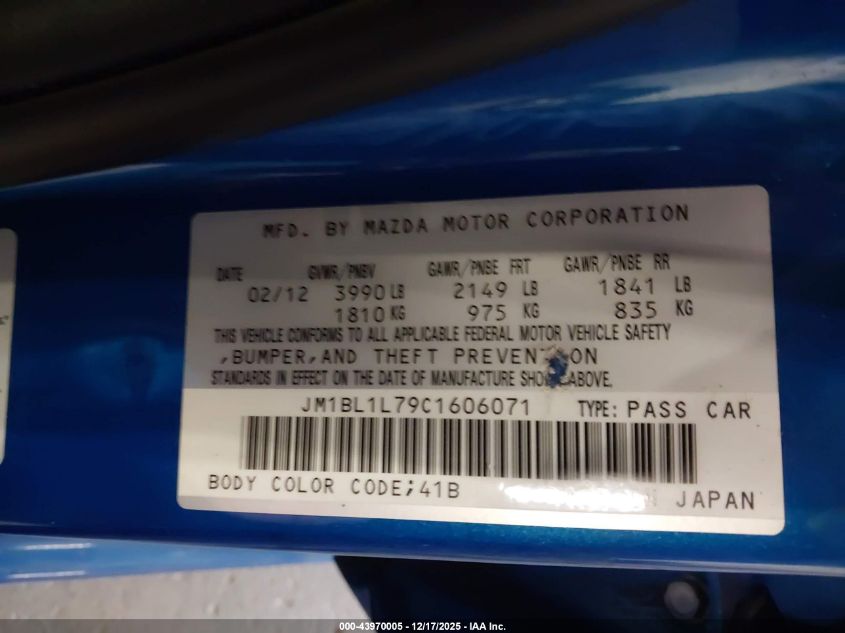 MFD. BY MAZDA MOTOR CORPORATION
DATE GVWR/PNBV GAWR/PNBE FRT GAWR/PNBE RR
02/12 3990 LB 2149 LB 1841 LB
1810 KG 975 KG 835 KG
THIS VEHICLE CONFORMS TO ALL APPLICABLE FEDERAL MOTOR VEHICLE SAFETY
,BUMPER,AND THEFT PREVENTION
STANDARDS IN EFFECT ON THE DATE OF MANUFACTURE SHOWN ABOVE.
JM1BL1L79C1606071 TYPE: PASS CAR
BODY COLOR CODE;41B JAPAN
000-43970005 - 12/17/2025 - IAA Inc.